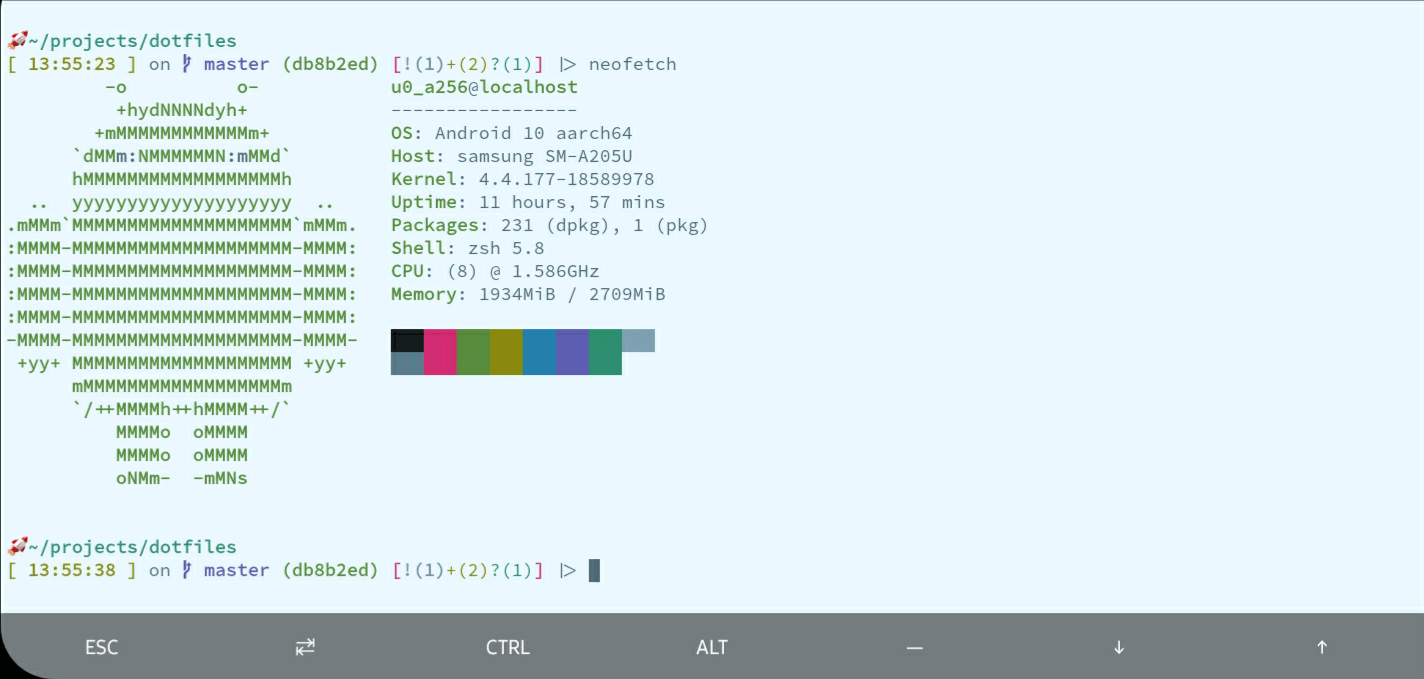 🚀~/projects/dotfiles
[ 13:55:23 ] on  master (db8b2ed) [!(1)+(2)?(1)] |> neofetch
         -o          o-            u0_a256@localhost
          +hydNNNNdyh+             -----------------
        +mMMMMMMMMMMMMm+           OS: Android 10 aarch64
      `dMMm:NMMMMMMN:mMMd`         Host: samsung SM-A205U
      hMMMMMMMMMMMMMMMMMMh         Kernel: 4.4.177-18589978
  ..  yyyyyyyyyyyyyyyyyyyy  ..     Uptime: 11 hours, 57 mins
.mMMm`MMMMMMMMMMMMMMMMMMMM`mMMm.   Packages: 231 (dpkg), 1 (pkg)
:MMMM-MMMMMMMMMMMMMMMMMMMM-MMMM:   Shell: zsh 5.8
:MMMM-MMMMMMMMMMMMMMMMMMMM-MMMM:   CPU: (8) @ 1.586GHz
:MMMM-MMMMMMMMMMMMMMMMMMMM-MMMM:   Memory: 1934MiB / 2709MiB
:MMMM-MMMMMMMMMMMMMMMMMMMM-MMMM:
-MMMM-MMMMMMMMMMMMMMMMMMMM-MMMM-
 +yy+ MMMMMMMMMMMMMMMMMMMM +yy+
      mMMMMMMMMMMMMMMMMMMm
      `/++MMMMh++hMMMM++/`
          MMMMo  oMMMM
          MMMMo  oMMMM
          oNMm-  -mMNs
🚀~/projects/dotfiles
[ 13:55:38 ] on  master (db8b2ed) [!(1)+(2)?(1)] |>
ESC ⇄ CTRL ALT — ↓ ↑